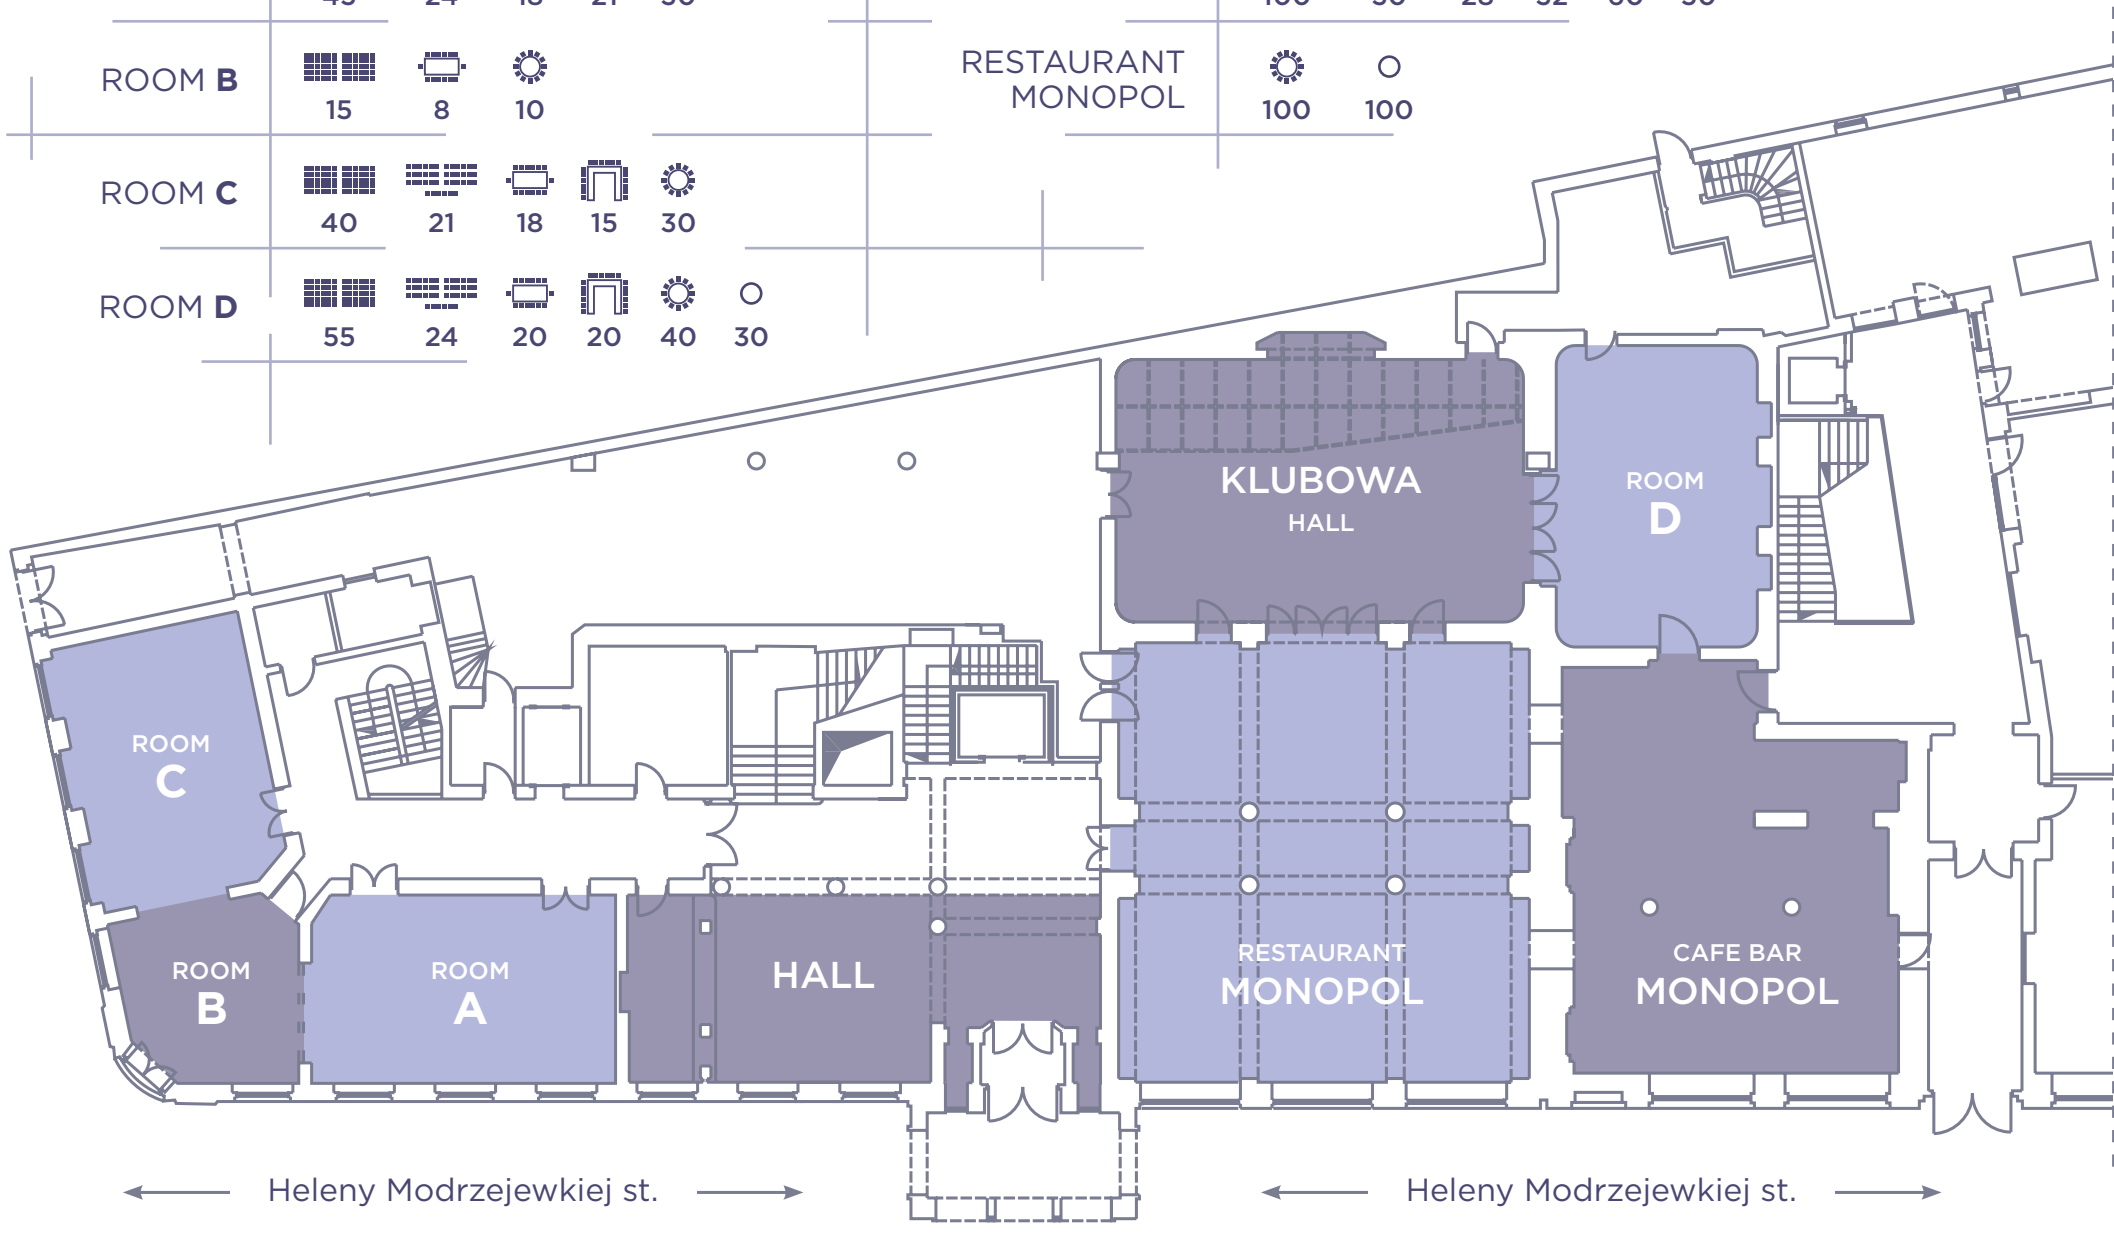 ROOM B
15 8 10
RESTAURANT
MONOPOL
100 100
ROOM C
40 21 18 15 30
ROOM D
55 24 20 20 40 30
KLUBOWA
HALL
ROOM
D
ROOM
C
ROOM
B
ROOM
A
HALL
RESTAURANT
MONOPOL
CAFE BAR
MONOPOL
Heleny Modrzejewkiej st.
Heleny Modrzejewkiej st.